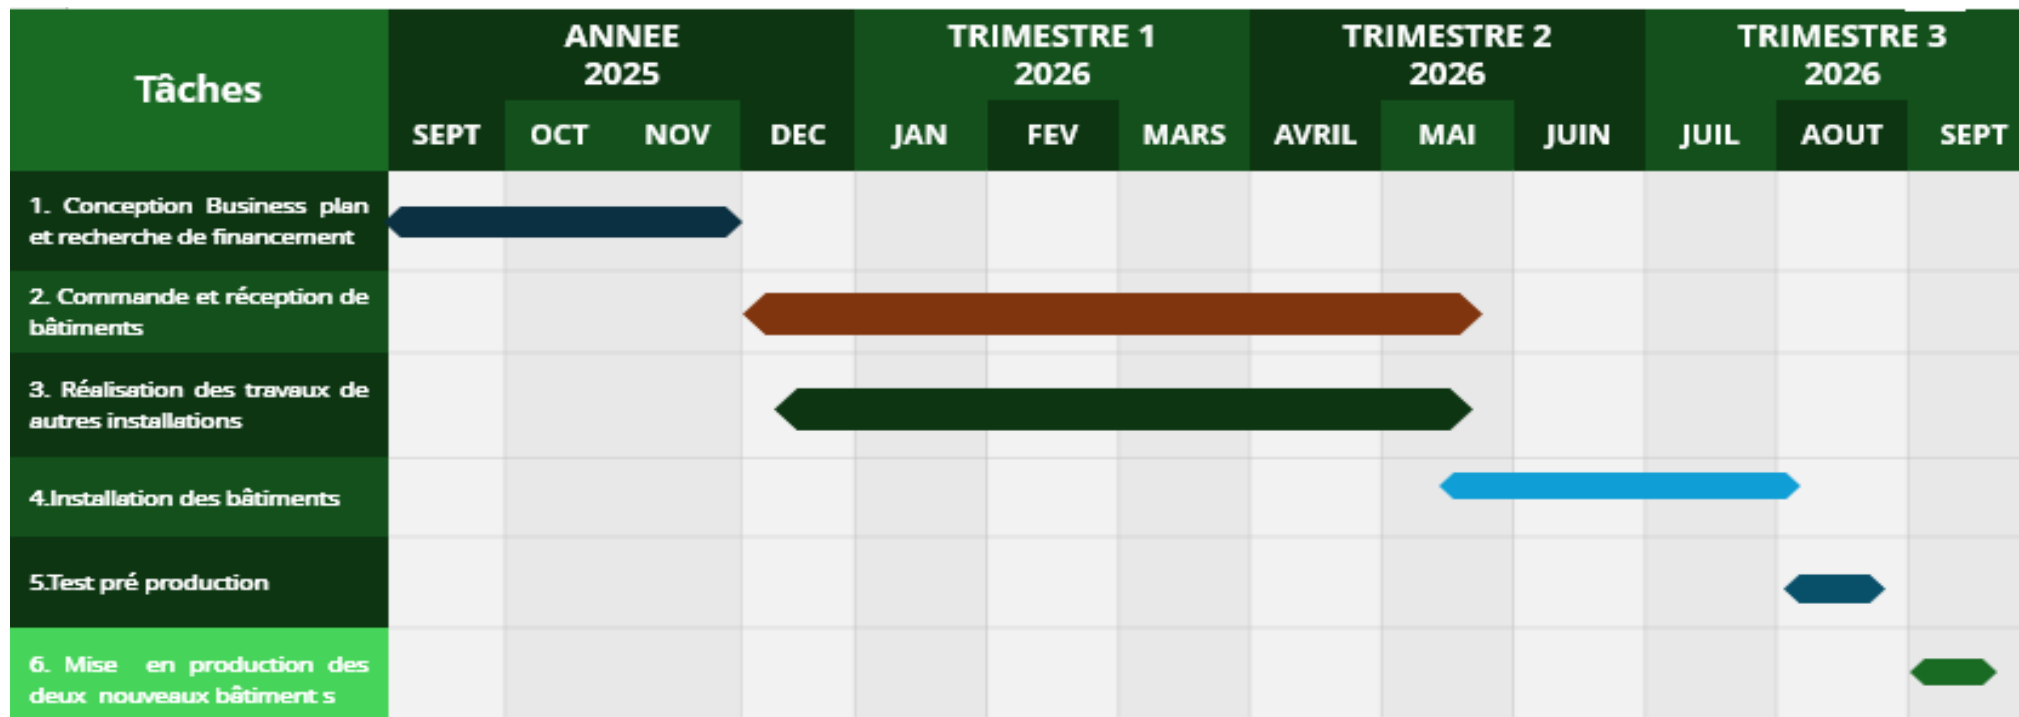 Tâches
ANNEE
2025
TRIMESTRE 1
2026
TRIMESTRE 2
2026
TRIMESTRE 3
2026
SEPT OCT NOV DEC JAN FEV MARS AVRIL MAI JUIN JUIL AOUT SEPT
1. Conception Business plan
et recherche de financement
2. Commande et réception de
bâtiments
3. Réalisation des travaux de
autres installations
4.Installation des bâtiments
5.Test pré production
6. Mise en production des
deux nouveaux bâtiment s